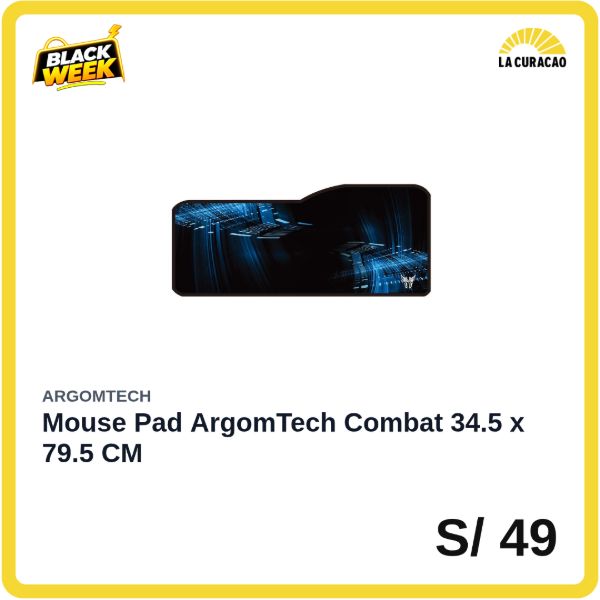 BLACK
WEEK
LA CURACAO
ARGOMTECH
Mouse Pad ArgomTech Combat 34.5 x
79.5 CM
S/ 49